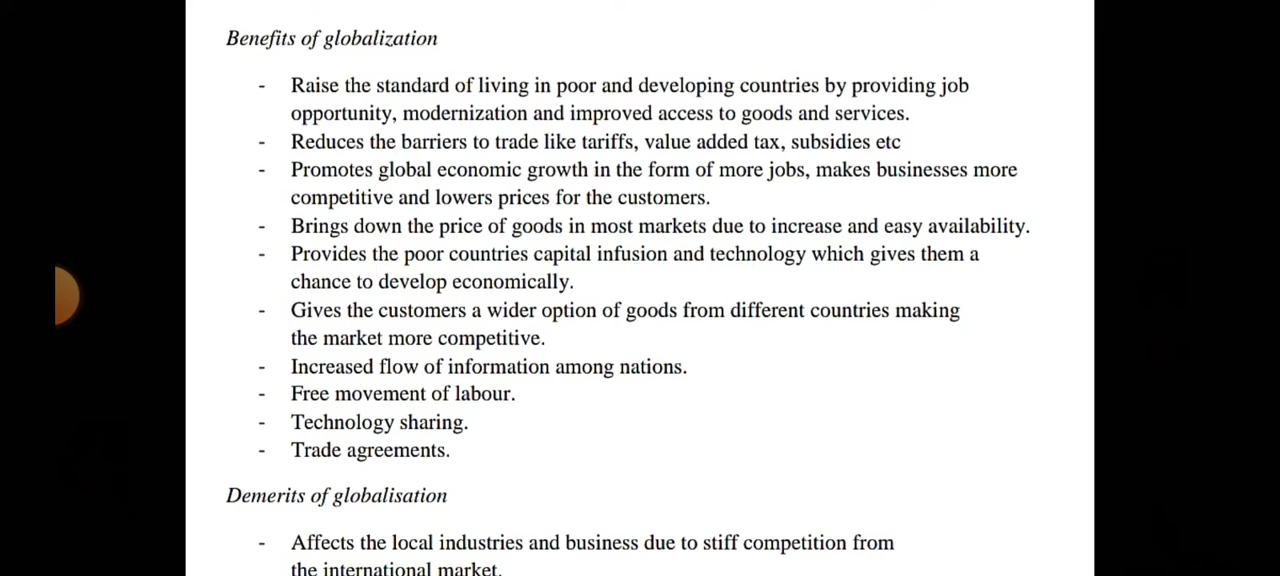 Benefits of globalization
- Raise the standard of living in poor and developing countries by providing job
opportunity, modernization and improved access to goods and services.
- Reduces the barriers to trade like tariffs, value added tax, subsidies etc
- Promotes global economic growth in the form of more jobs, makes businesses more
competitive and lowers prices for the customers.
- Brings down the price of goods in most markets due to increase and easy availability.
- Provides the poor countries capital infusion and technology which gives them a
chance to develop economically.
- Gives the customers a wider option of goods from different countries making
the market more competitive.
- Increased flow of information among nations.
- Free movement of labour.
- Technology sharing.
- Trade agreements.
Demerits of globalisation
- Affects the local industries and business due to stiff competition from
the international market.